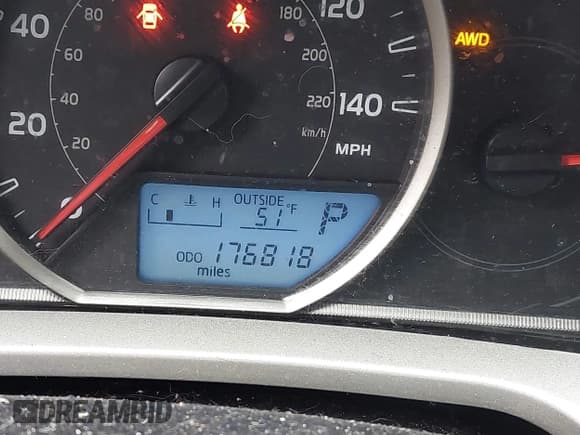 80 180 120
40 60 200 AWD
40 220 140
20 20 km/h
MPH
0
C H OUTSIDE
51°F P
ODO 176818
miles
DREAMBID